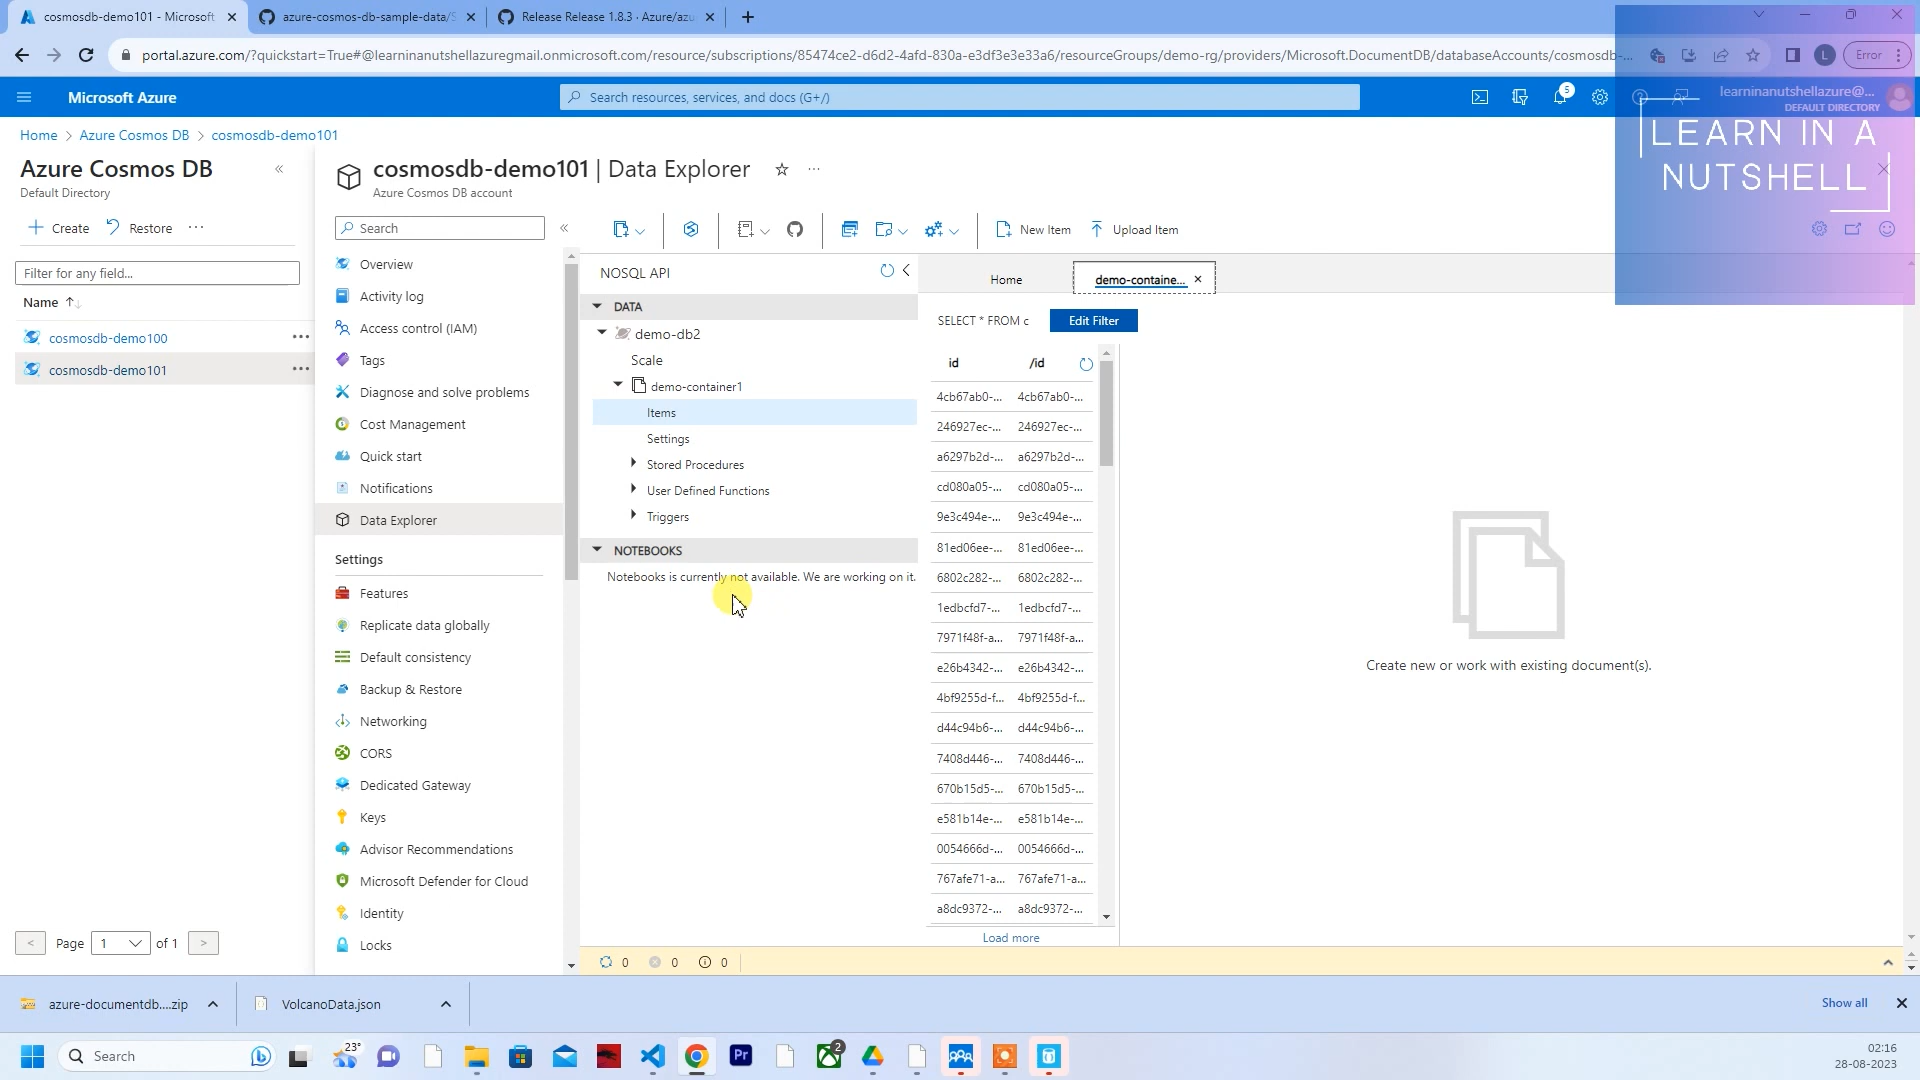 cosmosdb-demo101 - Microsoft
azure-cosmos-db-sample-data/S
Release Release 1.8.3 · Azure/azu
portal.azure.com/?quickstart=True#@learninanutshellazuregmail.onmicrosoft.com/resource/subscriptions/85474ce2-d6d2-4afd-830a-e3df3e3e33a6/resourceGroups/demo-rg/providers/Microsoft.DocumentDB/databaseAccounts/cosmosdb-...
L
Error
Microsoft Azure
Search resources, services, and docs (G+/)
5
learninanutshellazure@...
DEFAULT DIRECTORY
LEARN IN A
NUTSHELL
Home > Azure Cosmos DB > cosmosdb-demo101
Azure Cosmos DB
Default Directory
Create
Restore
Filter for any field...
Name
cosmosdb-demo100
cosmosdb-demo101
< Page 1 of 1 >
cosmosdb-demo101 | Data Explorer
Azure Cosmos DB account
Search
Overview
Activity log
Access control (IAM)
Tags
Diagnose and solve problems
Cost Management
Quick start
Notifications
Data Explorer
Settings
Features
Replicate data globally
Default consistency
Backup & Restore
Networking
CORS
Dedicated Gateway
Keys
Advisor Recommendations
Microsoft Defender for Cloud
Identity
Locks
New Item
Upload Item
NOSQL API
DATA
demo-db2
Scale
demo-container1
Items
Settings
Stored Procedures
User Defined Functions
Triggers
NOTEBOOKS
Notebooks is currently not available. We are working on it.
Home
demo-containe...
SELECT * FROM c
Edit Filter
id /id
4cb67ab0-... 4cb67ab0-...
246927ec-... 246927ec-...
a6297b2d-... a6297b2d-...
cd080a05-... cd080a05-...
9e3c494e-... 9e3c494e-...
81ed06ee-... 81ed06ee-...
6802c282-... 6802c282-...
1edbcfd7-... 1edbcfd7-...
7971f48f-a... 7971f48f-a...
e26b4342-... e26b4342-...
4bf9255d-f... 4bf9255d-f...
d44c94b6-... d44c94b6-...
7408d446-... 7408d446-...
670b15d5-... 670b15d5-...
e581b14e-... e581b14e-...
0054666d-... 0054666d-...
767afe71-a... 767afe71-a...
a8dc9372-... a8dc9372-...
Load more
Create new or work with existing document(s).
0 0 0
azure-documentdb....zip
VolcanoData.json
Show all
Search
23°
Pr
2
02:16
28-08-2023